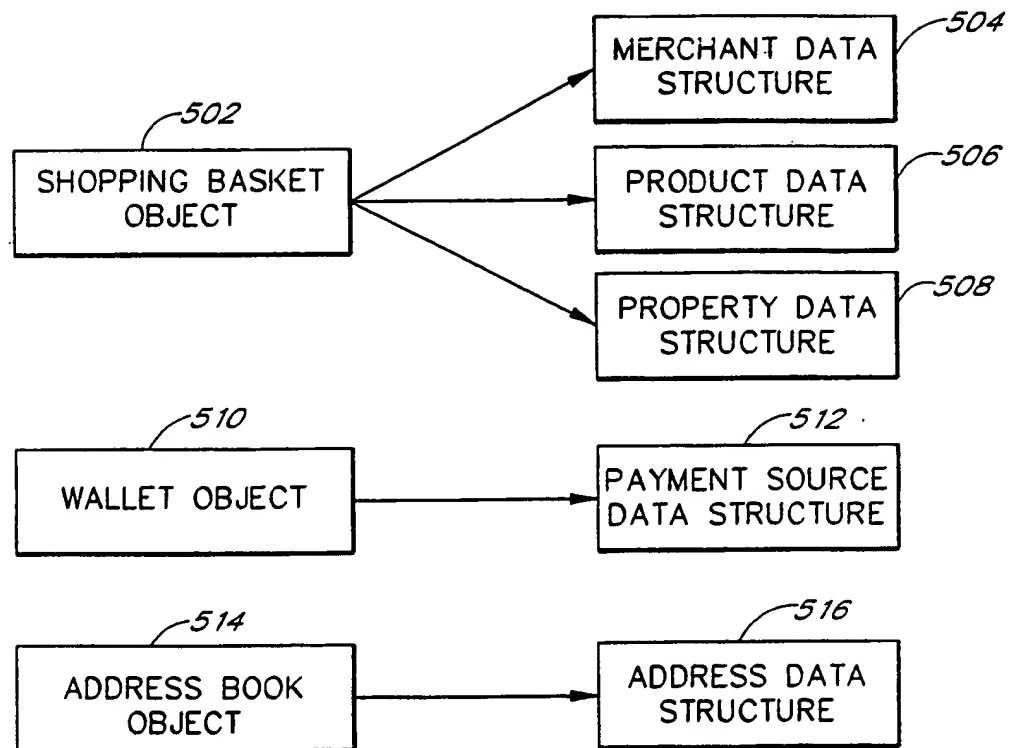 504
MERCHANT DATA
STRUCTURE
502
SHOPPING BASKET
OBJECT
506
PRODUCT DATA
STRUCTURE
508
PROPERTY DATA
STRUCTURE
510
WALLET OBJECT
512
PAYMENT SOURCE
DATA STRUCTURE
514
ADDRESS BOOK
OBJECT
516
ADDRESS DATA
STRUCTURE